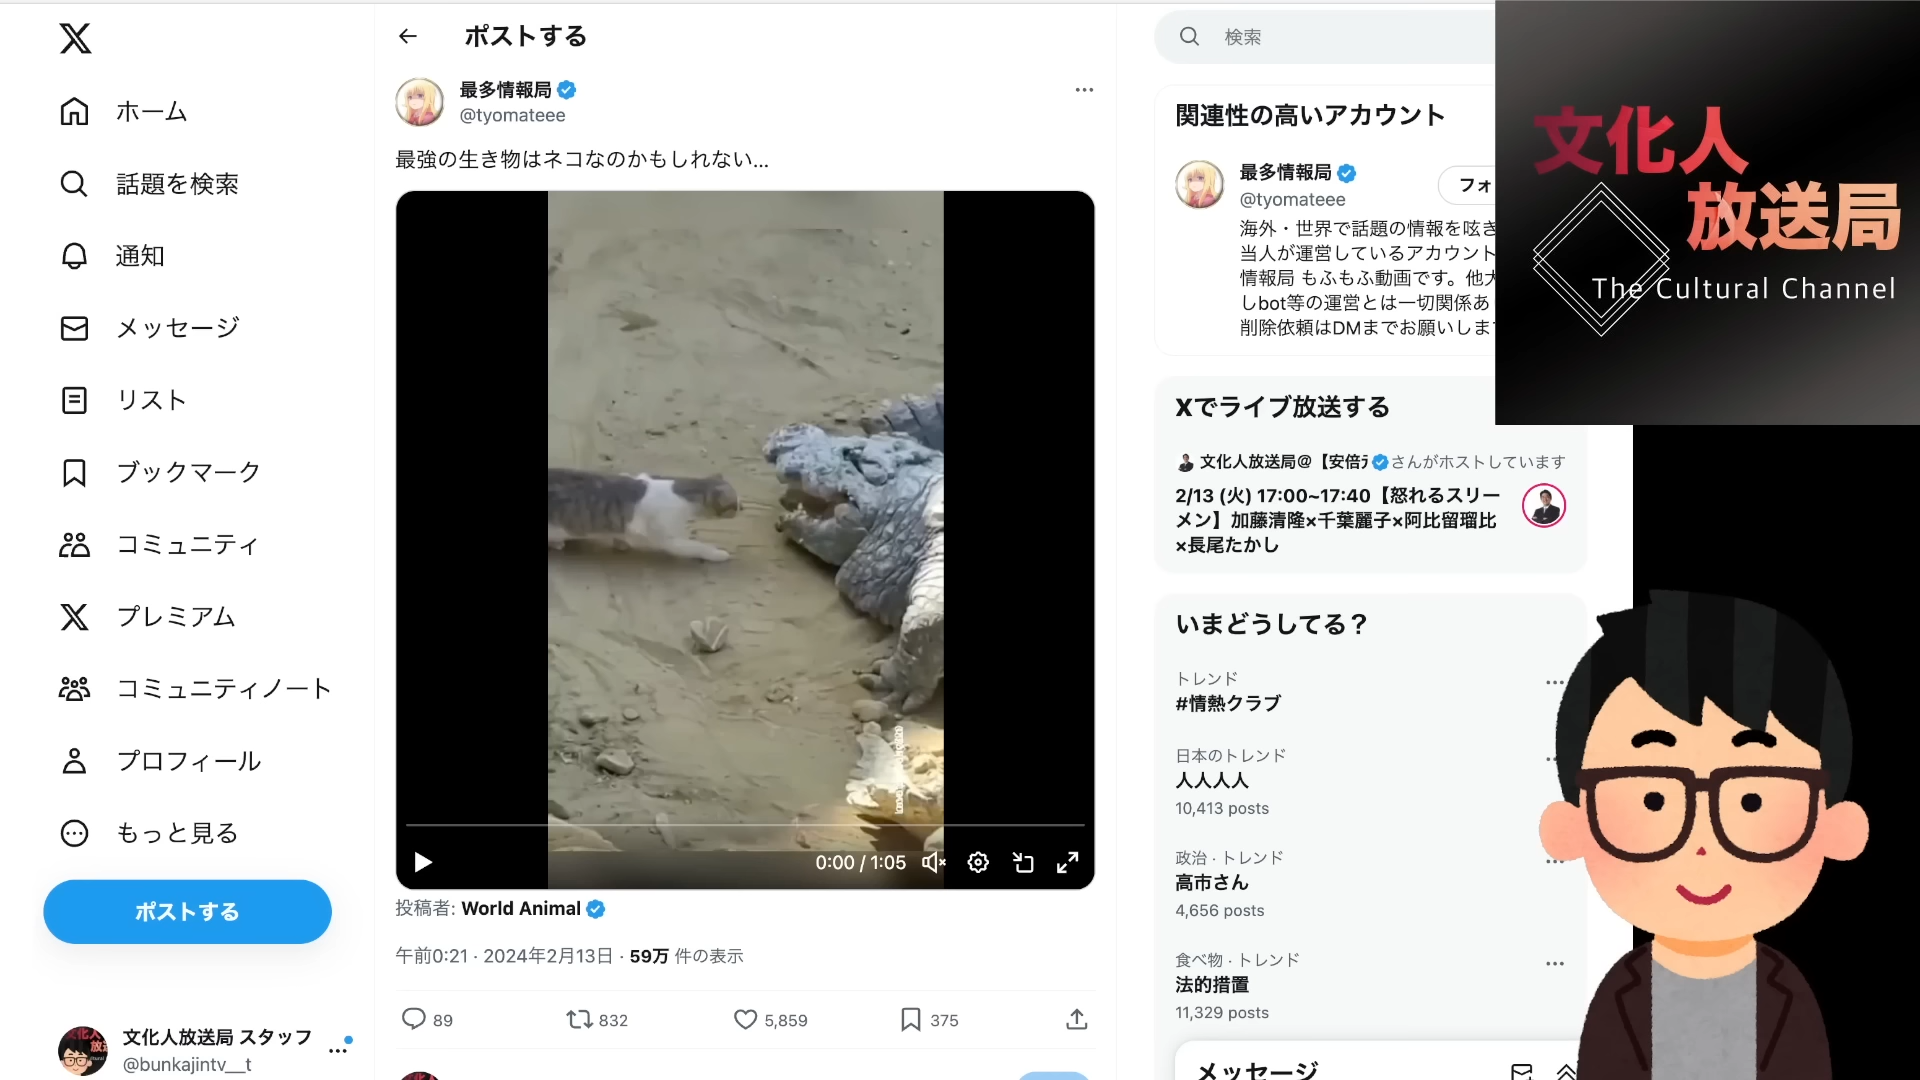 ホーム
話題を検索
通知
メッセージ
リスト
ブックマーク
コミュニティ
プレミアム
コミュニティノート
プロフィール
もっと見る
ポストする
文化人放送局 スタッフ
@bunkajintv__t
ポストする
最多情報局
@tyomateee
最強の生き物はネコなのかもしれない...
0:00 / 1:05
投稿者: World Animal
午前0:21 · 2024年2月13日 · 59万 件の表示
89
832
5,859
375
検索
関連性の高いアカウント
最多情報局
@tyomateee
フォ
海外・世界で話題の情報を呟き
当人が運営しているアカウント
情報局 もふもふ動画です。他
しbot等の運営とは一切関係あ
削除依頼はDMまでお願いしま
Xでライブ放送する
文化人放送局@【安倍 さんがホストしています
2/13 (火) 17:00~17:40【怒れるスリー
メン】加藤清隆×千葉麗子×阿比留瑠比
×長尾たかし
いまどうしてる？
トレンド
#情熱クラブ
日本のトレンド
人人人人
10,413 posts
政治 · トレンド
高市さん
4,656 posts
食べ物 · トレンド
法的措置
11,329 posts
メッセージ
文化人
放送局
The Cultural Channel